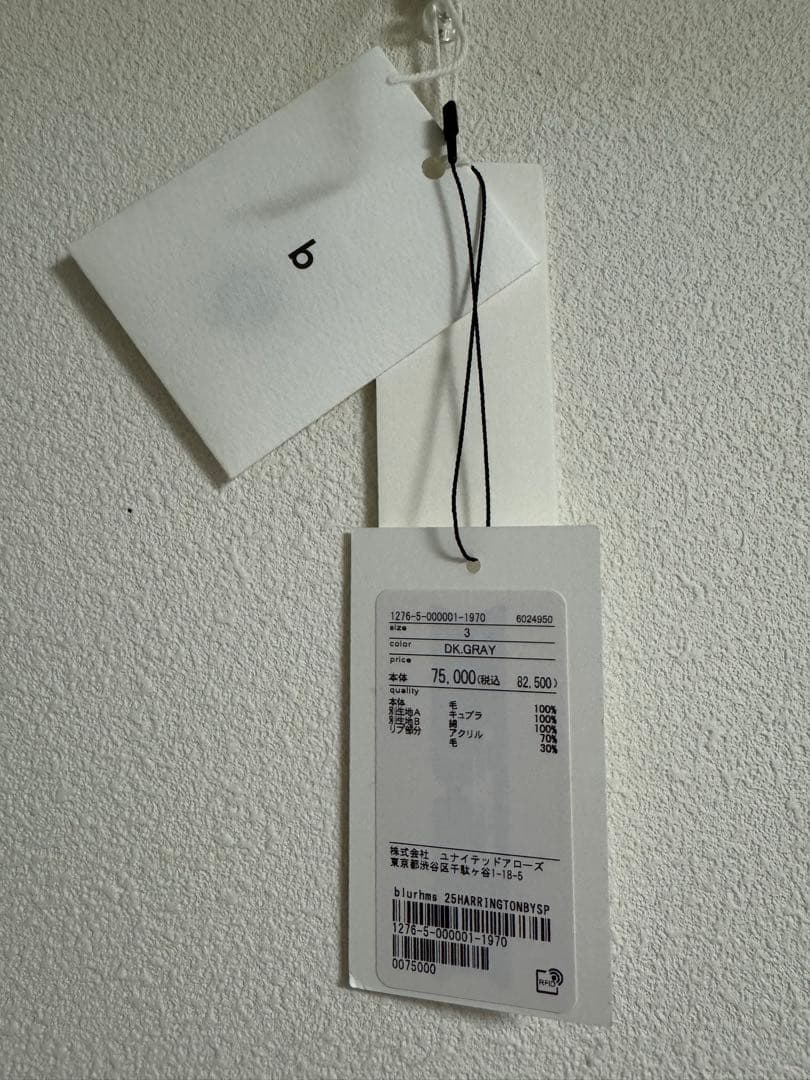 b
1276-5-000001-1970 6024950
size 3
color DK.GRAY
price
本体 75,000(税込 82,500)
quality
本体 毛 100%
別生地A キュプラ 100%
別生地B 綿 100%
リブ部分 アクリル 70%
毛 30%
株式会社 ユナイテッドアローズ
東京都渋谷区千駄ヶ谷1-18-5
blurhms 25HARRINGTONBYSP
1276-5-000001-1970
0075000
RFID